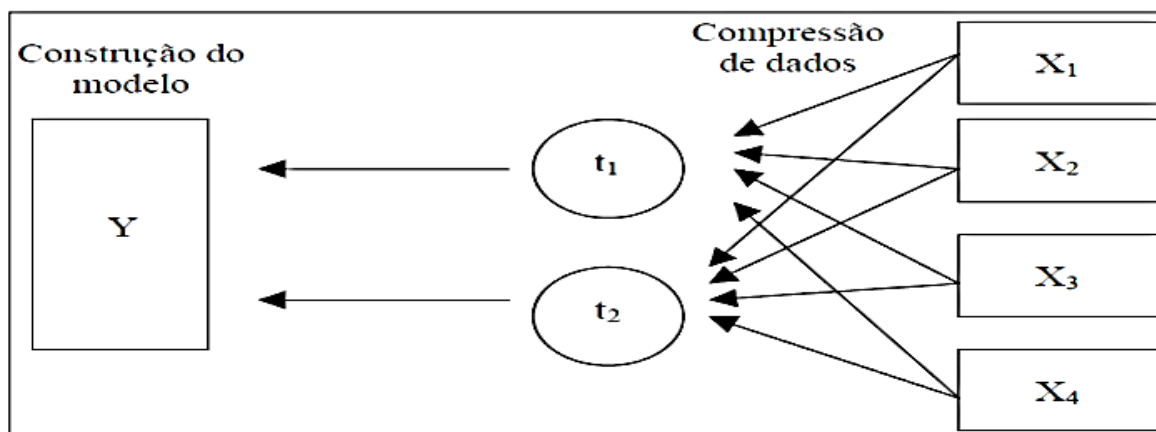 Construção do
modelo
Y
t₁
t₂
Compressão
de dados
X₁
X₂
X₃
X₄